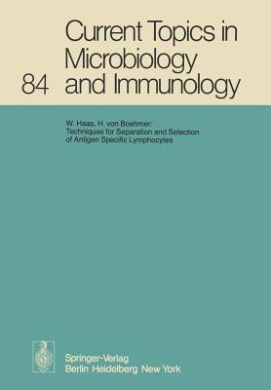 Current Topics in
Microbiology
84 and Immunology
W. Haas, H. von Boehmer:
Techniques for Separation and Selection
of Antigen Specific Lymphocytes
Springer-Verlag
Berlin Heidelberg New York